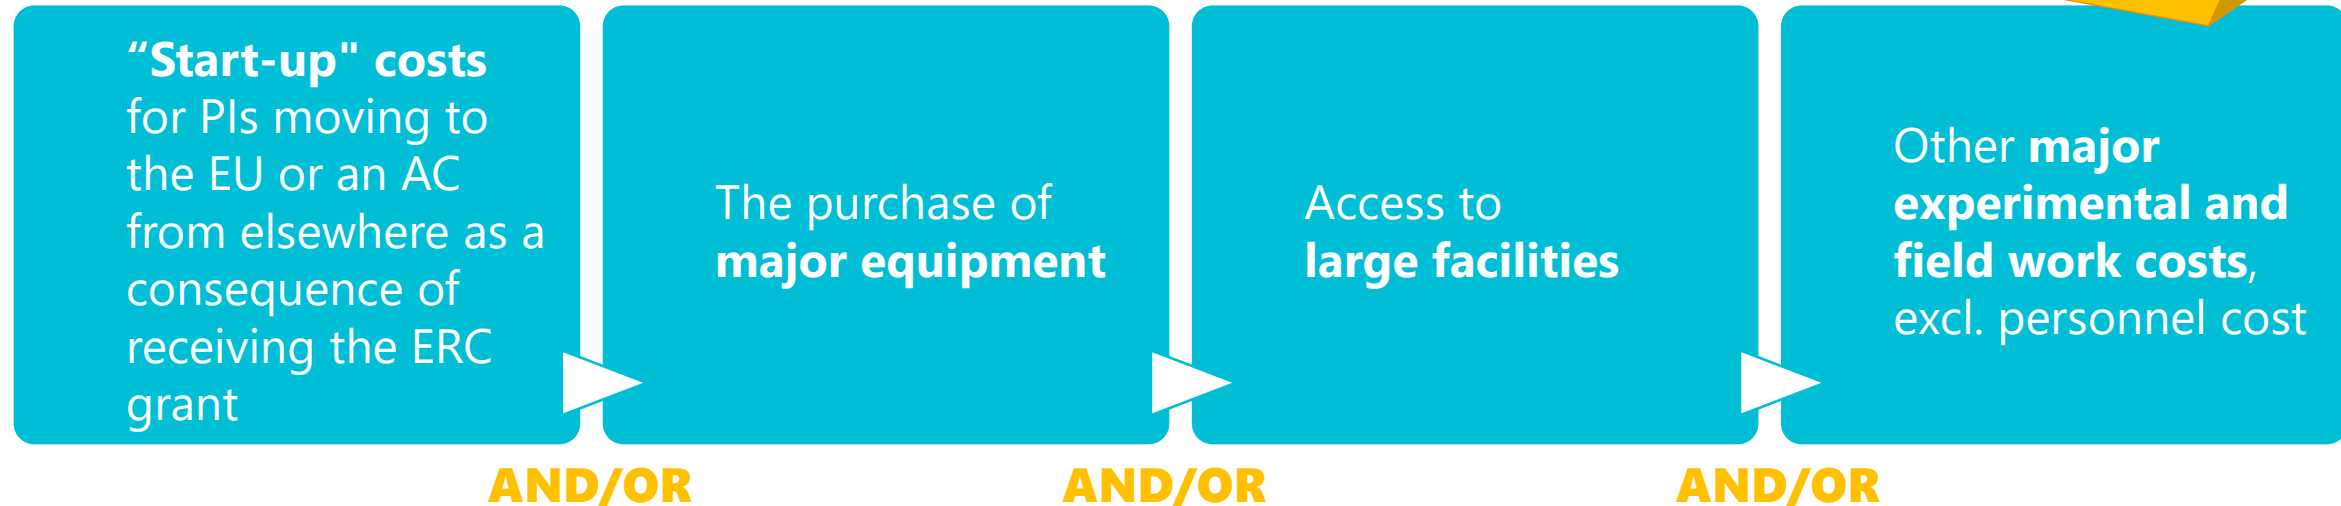 “Start-up" costs
for PIs moving to
the EU or an AC
from elsewhere as a
consequence of
receiving the ERC
grant
The purchase of
major equipment
Access to
large facilities
Other major
experimental and
field work costs,
excl. personnel cost
AND/OR
AND/OR
AND/OR